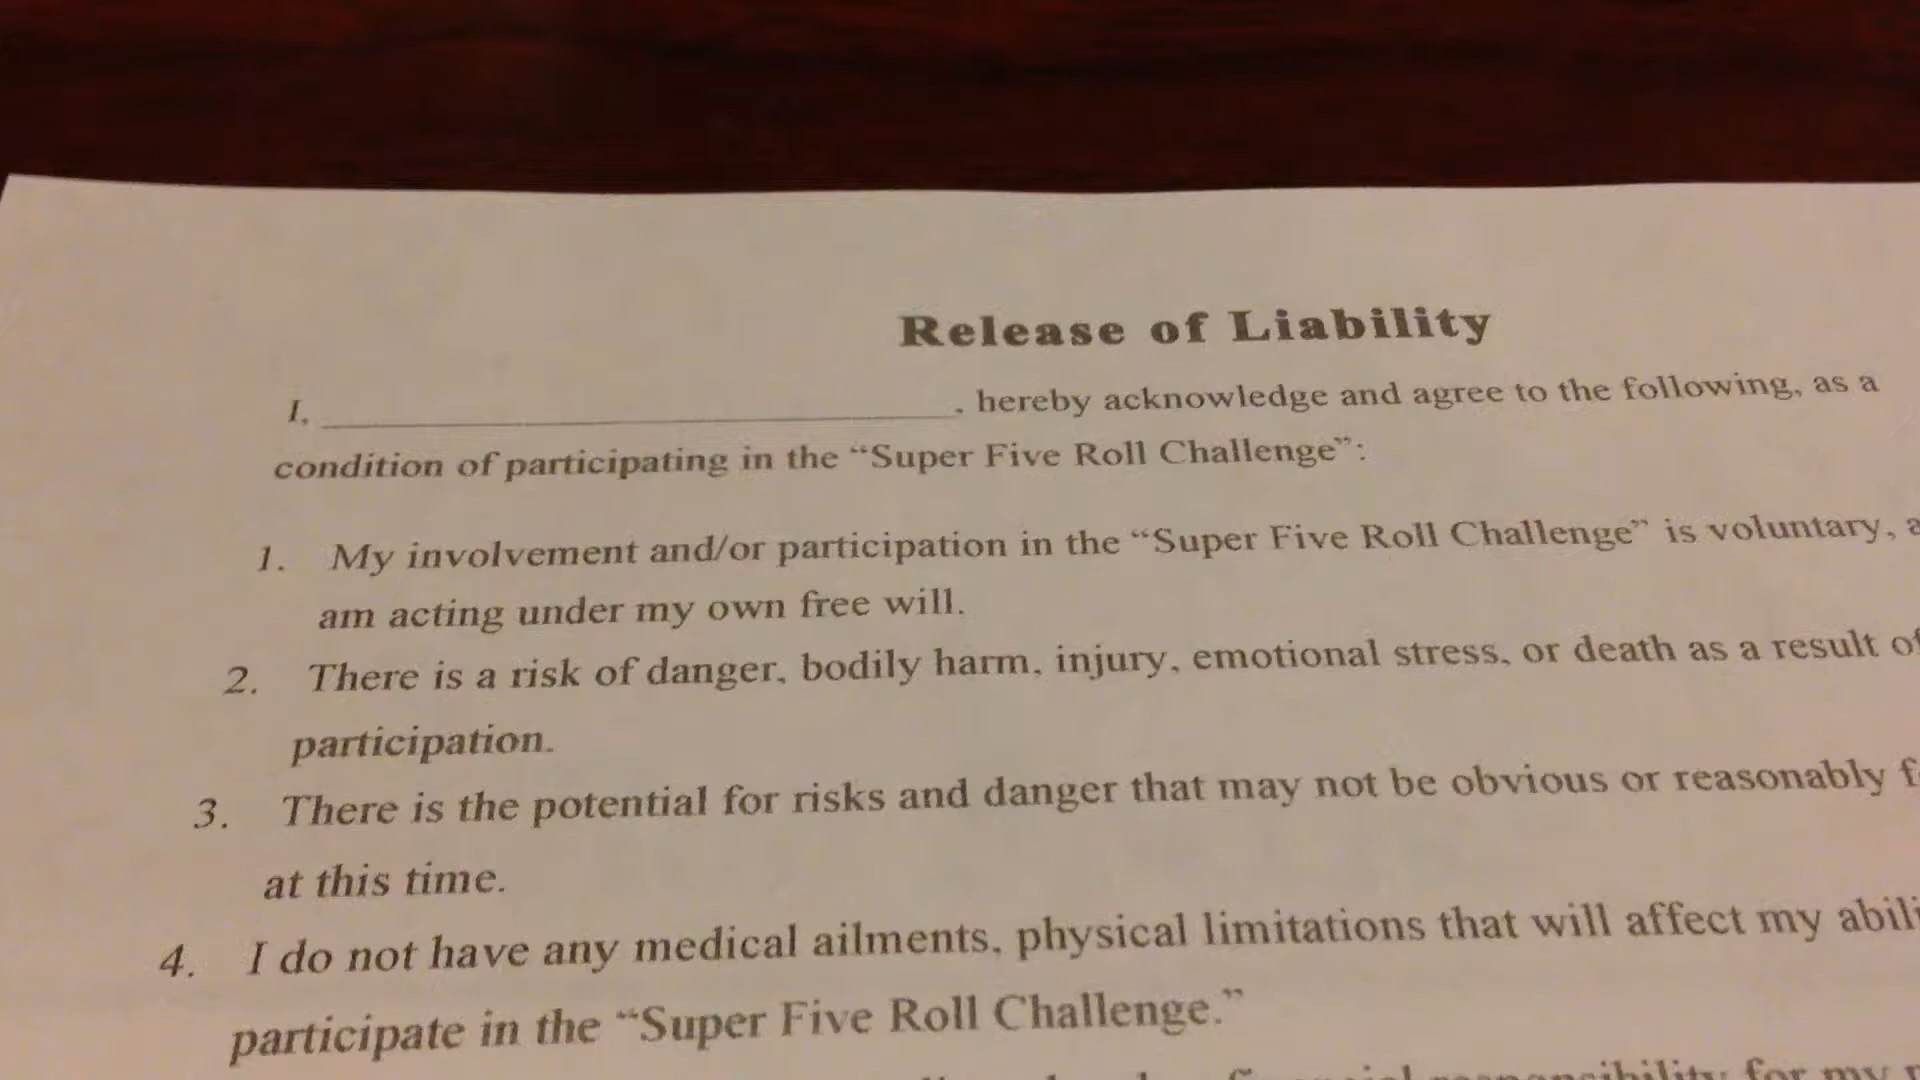 Release of Liability
I, ______________________________, hereby acknowledge and agree to the following, as a
condition of participating in the “Super Five Roll Challenge”:
1. My involvement and/or participation in the “Super Five Roll Challenge” is voluntary,
am acting under my own free will.
2. There is a risk of danger, bodily harm, injury, emotional stress, or death as a result of
participation.
3. There is the potential for risks and danger that may not be obvious or reasonably
at this time.
4. I do not have any medical ailments, physical limitations that will affect my
participate in the “Super Five Roll Challenge.”
responsibility for my